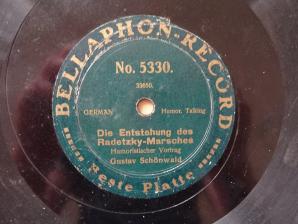 BELLAPHON-RECORD
No. 5330.
33650.
GERMAN Humor. Talking
Die Entstehung des
Radetzky-Marsches
Humoristischer Vortrag
Gustav Schönwald
Beste Platte